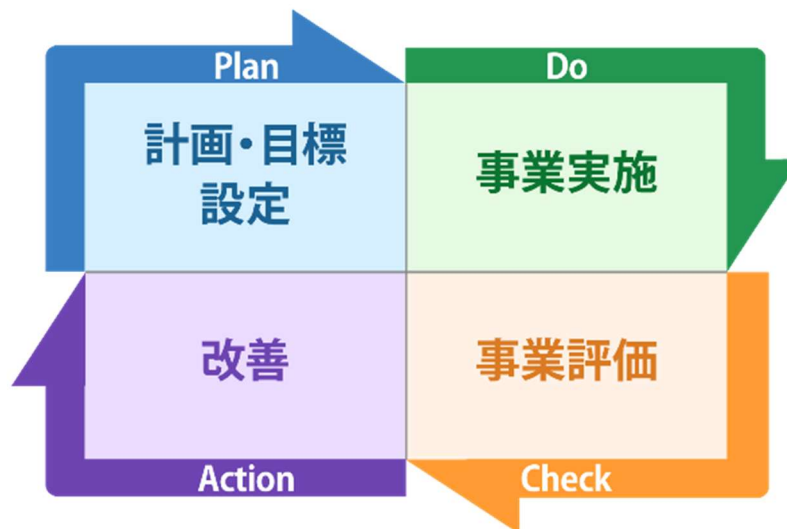 Plan
計画・目標
設定
Do
事業実施
改善
Action
事業評価
Check